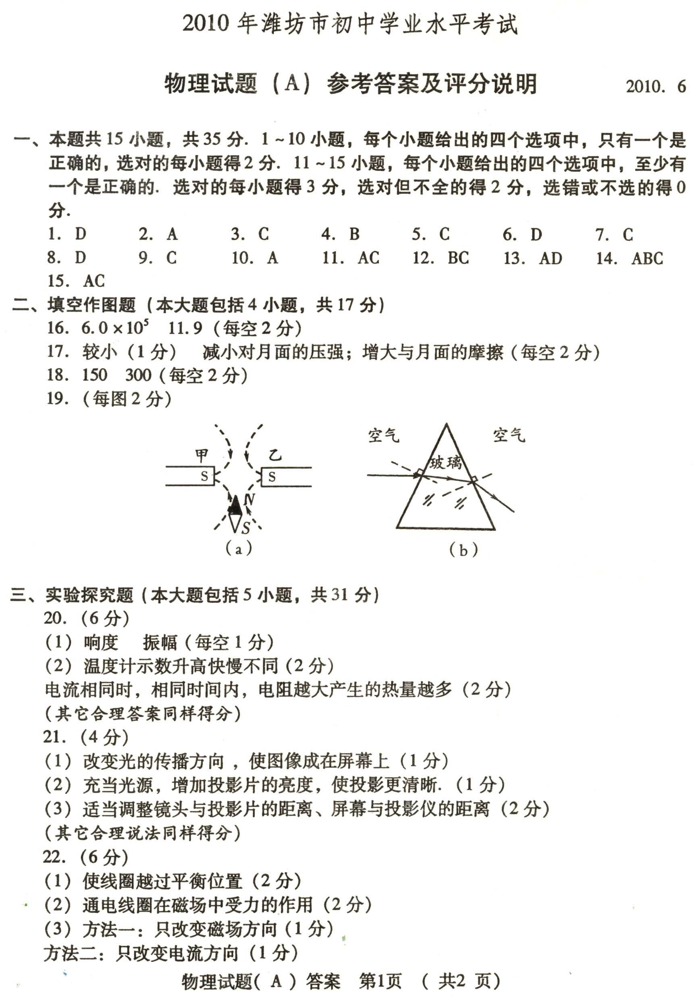 2010 年潍坊市初中学业水平考试
物理试题（A）参考答案及评分说明 2010．6
一、本题共 15 小题，共 35 分．1～10 小题，每个小题给出的四个选项中，只有一个是
正确的，选对的每小题得 2 分．11～15 小题，每个小题给出的四个选项中，至少有
一个是正确的．选对的每小题得 3 分，选对但不全的得 2 分，选错或不选的得 0
分．
1．D 2．A 3．C 4．B 5．C 6．D 7．C
8．D 9．C 10．A 11．AC 12．BC 13．AD 14．ABC
15．AC
二、填空作图题（本大题包括 4 小题，共 17 分）
16．6.0×10⁵ 11.9（每空 2 分）
17．较小（1 分） 减小对月面的压强；增大与月面的摩擦（每空 2 分）
18．150 300（每空 2 分）
19．（每图 2 分）
空气 空气
甲 乙 玻璃
S S
N
S
（a） （b）
三、实验探究题（本大题包括 5 小题，共 31 分）
20．（6 分）
（1）响度 振幅（每空 1 分）
（2）温度计示数升高快慢不同（2 分）
电流相同时，相同时间内，电阻越大产生的热量越多（2 分）
（其它合理答案同样得分）
21．（4 分）
（1）改变光的传播方向，使图像成在屏幕上（1 分）
（2）充当光源，增加投影片的亮度，使投影更清晰．（1 分）
（3）适当调整镜头与投影片的距离、屏幕与投影仪的距离（2 分）
（其它合理说法同样得分）
22．（6 分）
（1）使线圈越过平衡位置（2 分）
（2）通电线圈在磁场中受力的作用（2 分）
（3）方法一：只改变磁场方向（1 分）
方法二：只改变电流方向（1 分）
物理试题（A）答案 第1页 （共2 页）